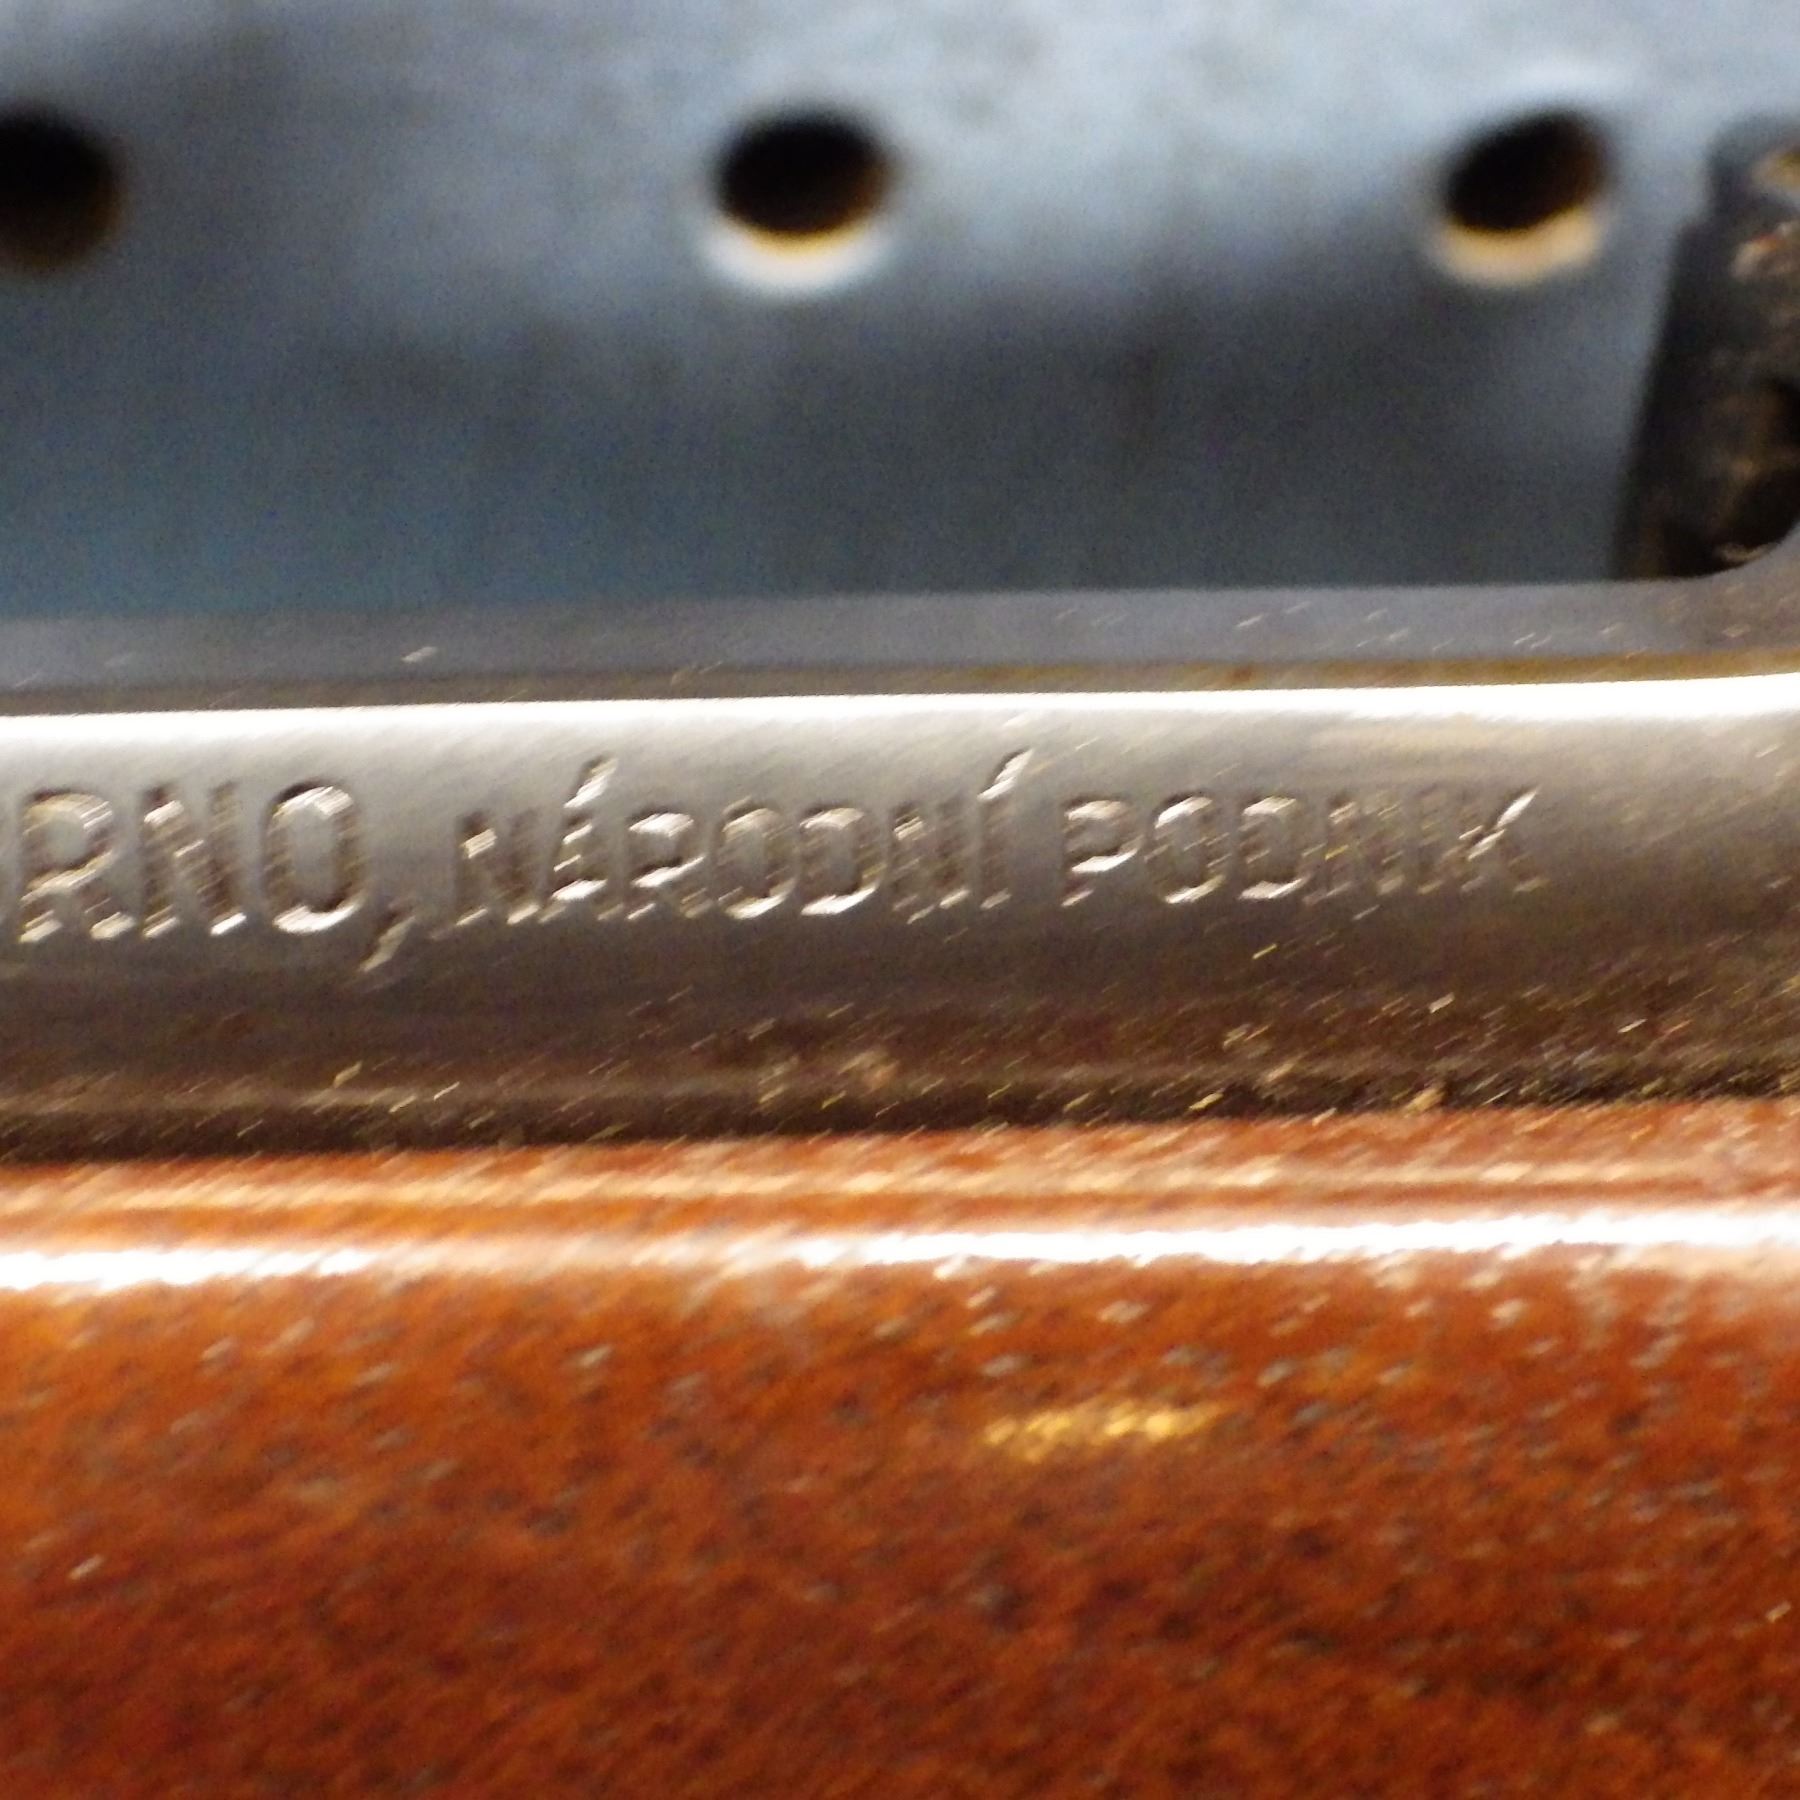 RNO, NÁRODNÍ PODNIK